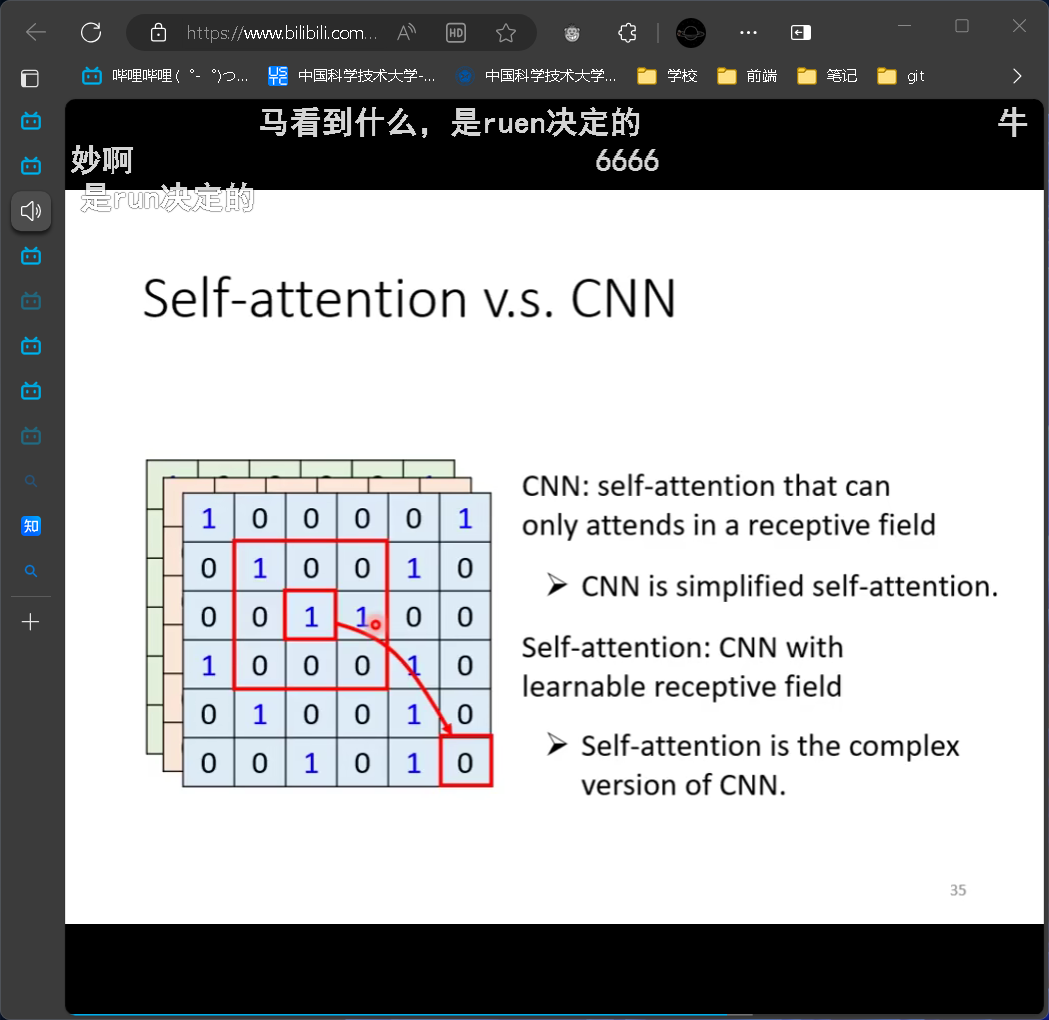 https://www.bilibili.com...
哔哩哔哩 (゜-゜)つ...
中国科学技术大学-...
中国科学技术大学...
学校
前端
笔记
git
马看到什么，是ruen决定的
牛
妙啊
6666
是run决定的
Self-attention v.s. CNN
1 0 0 0 0 1
0 1 0 0 1 0
0 0 1 1 0 0
1 0 0 0 1 0
0 1 0 0 1 0
0 0 1 0 1 0
CNN: self-attention that can
only attends in a receptive field
➢ CNN is simplified self-attention.
Self-attention: CNN with
learnable receptive field
➢ Self-attention is the complex
version of CNN.
35
知